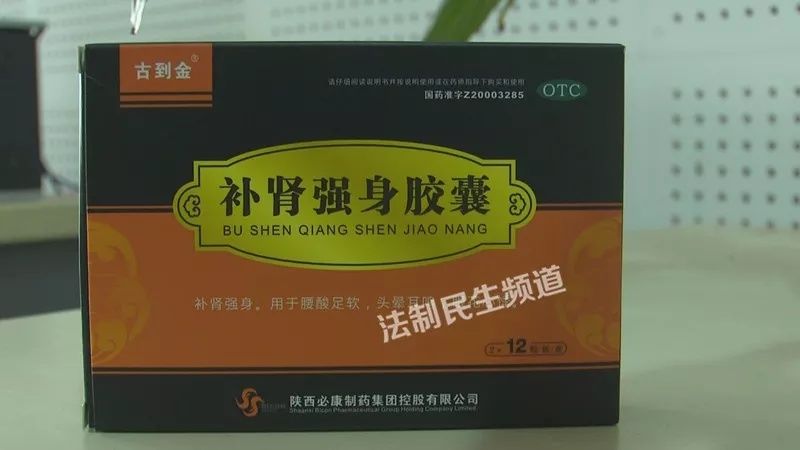 古到金®
请仔细阅读说明书并按说明使用或在药师指导下购买和使用
国药准字Z20003285
OTC
补肾强身胶囊
BU SHEN QIANG SHEN JIAO NANG
补肾强身。用于腰酸足软，头晕耳
法制民生频道
12
陕西必康制药集团控股有限公司
Shaanxi Bicon Pharmaceutical Group Holding Company Limited